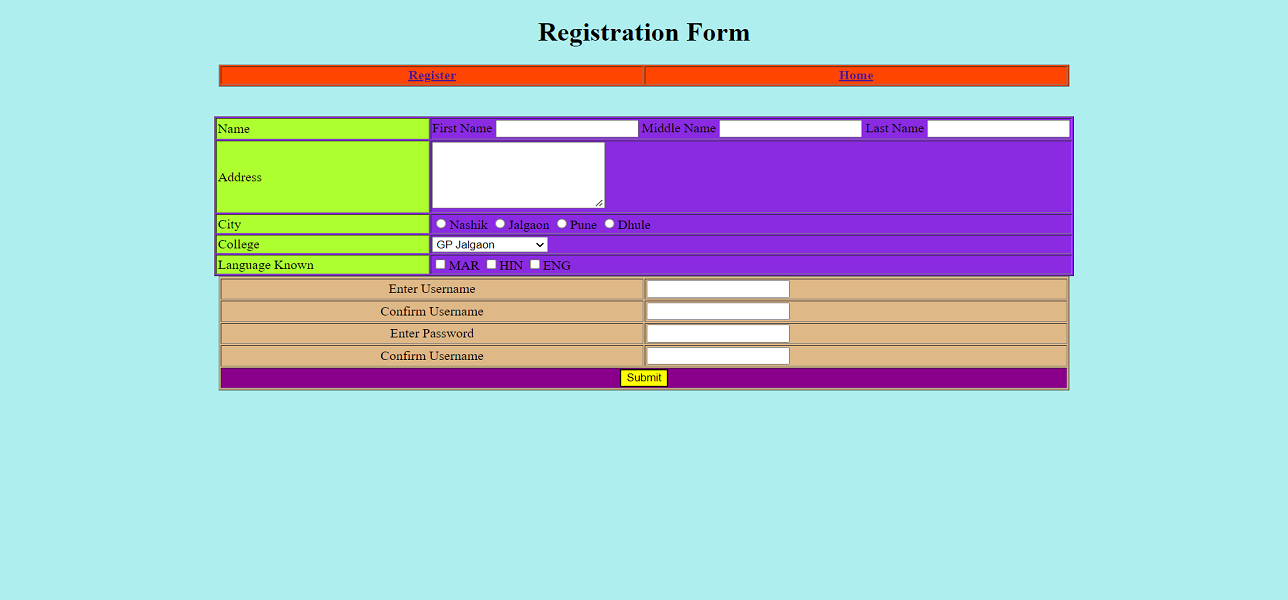 Registration Form
Register Home
Name First Name Middle Name Last Name
Address
City Nashik Jalgaon Pune Dhule
College GP Jalgaon
Language Known MAR HIN ENG
Enter Username
Confirm Username
Enter Password
Confirm Username
Submit